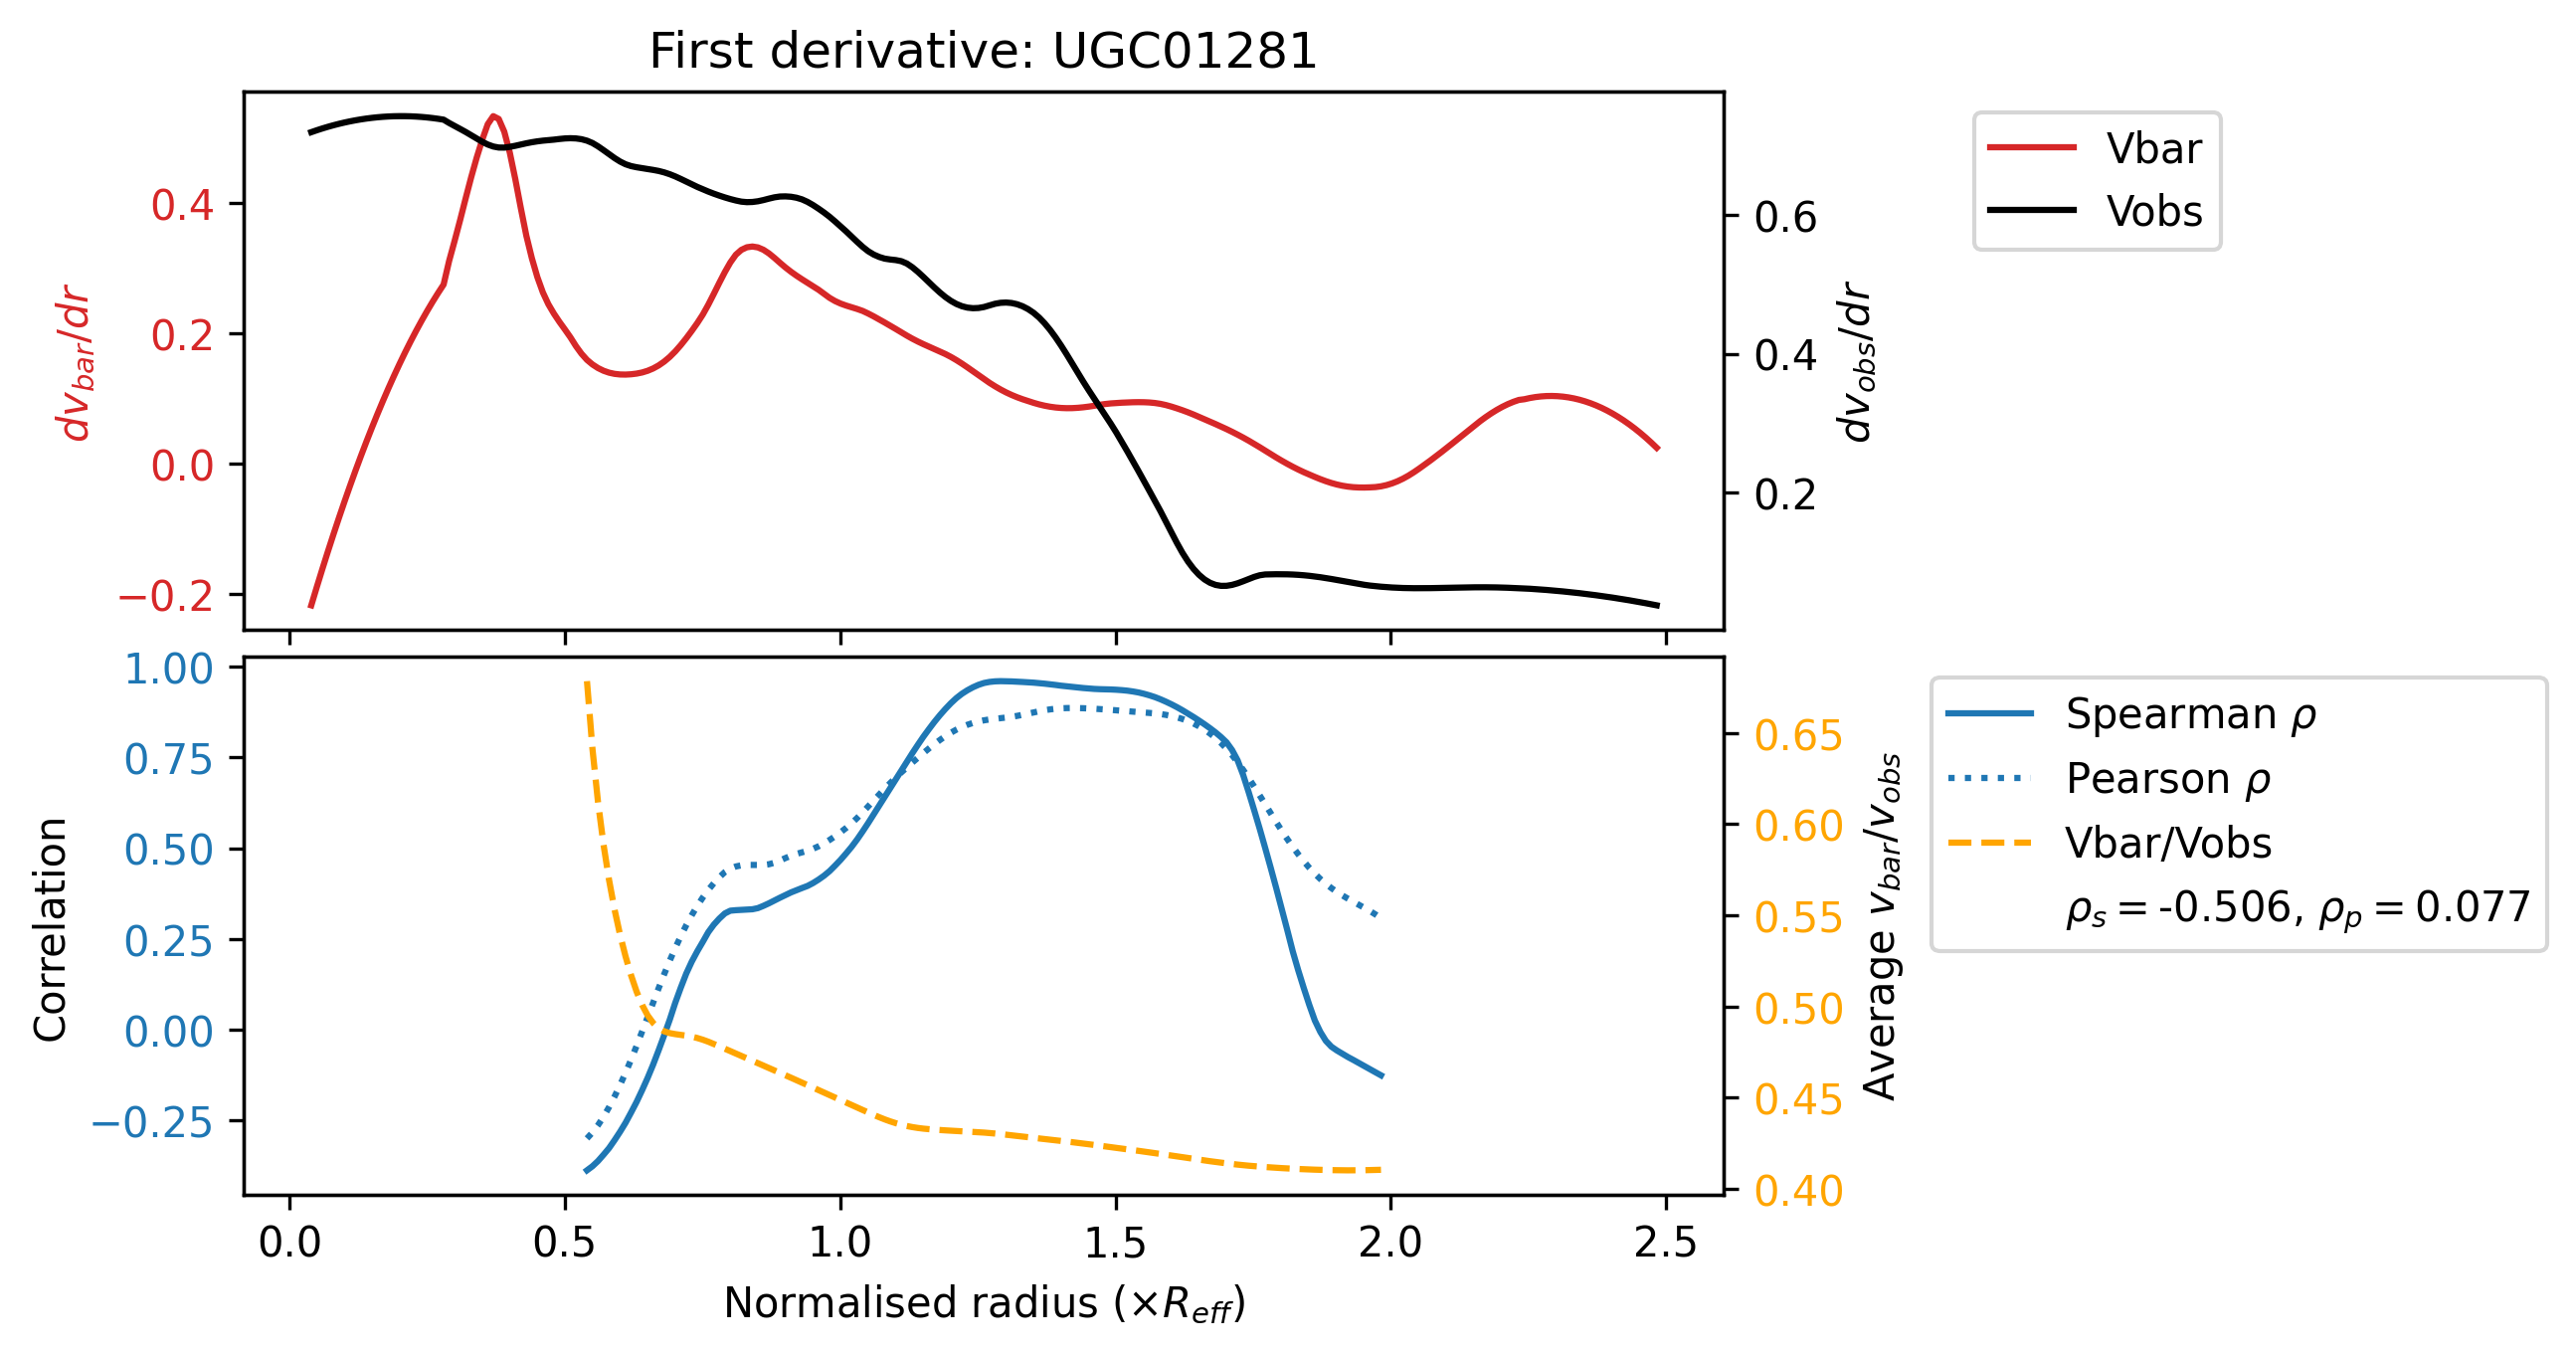 First derivative: UGC01281
0.4
0.2
0.0
−0.2
dv_bar/dr
0.6
0.4
0.2
dv_obs/dr
Vbar
Vobs
1.00
0.75
0.50
0.25
0.00
−0.25
Correlation
0.65
0.60
0.55
0.50
0.45
0.40
Average v_bar/v_obs
Spearman ρ
Pearson ρ
Vbar/Vobs
ρ_s = -0.506, ρ_p = 0.077
0.0 0.5 1.0 1.5 2.0 2.5
Normalised radius (×R_eff)